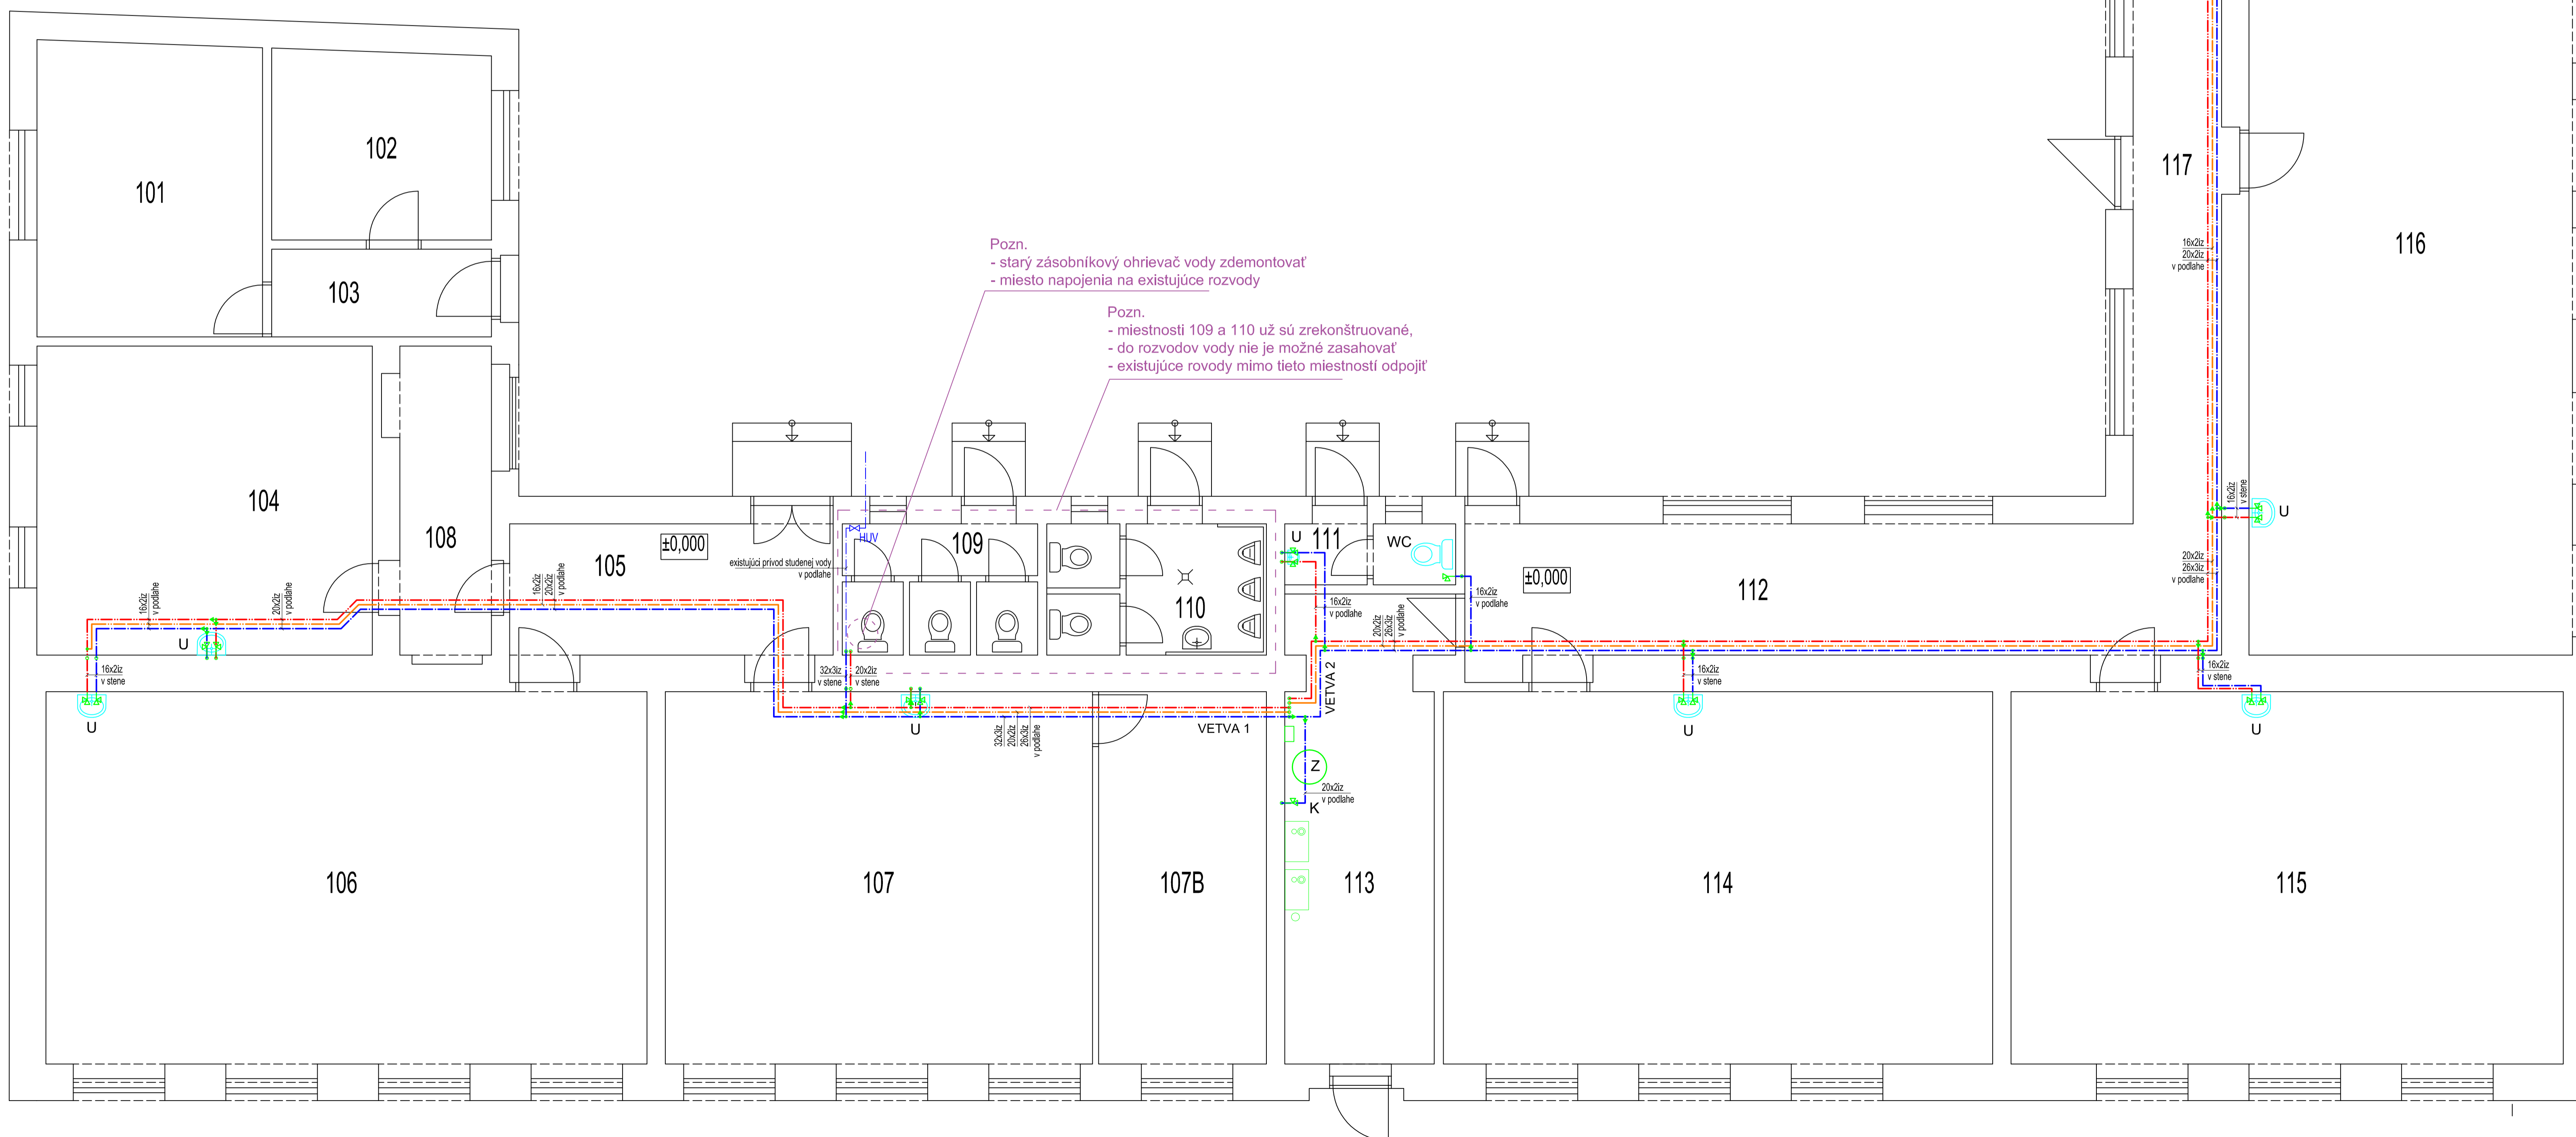 101
102
103
117
116
Pozn.
- starý zásobníkový ohrievač vody zdemontovať
- miesto napojenia na existujúce rozvody
Pozn.
- miestnosti 109 a 110 už sú zrekonštruované,
- do rozvodov vody nie je možné zasahovať
- existujúce rovody mimo tieto miestností odpojiť
16x2iz
20x2iz
v podlahe
104
108
105
±0,000
HUV
109
existujúci prívod studenej vody
v podlahe
110
U
111
WC
±0,000
112
16x2iz
v stene
U
20x2iz
26x3iz
v podlahe
16x2iz
v podlahe
20x2iz
v podlahe
16x2iz
20x2iz
v podlahe
16x2iz
v podlahe
16x2iz
v podlahe
20x2iz
26x3iz
v podlahe
U
16x2iz
v stene
32x3iz
v stene
20x2iz
v stene
VETVA 2
16x2iz
v stene
16x2iz
v stene
U
U
32x3iz
20x2iz
26x3iz
v podlahe
VETVA 1
U
U
Z
20x2iz
v podlahe
K
106
107
107B
113
114
115